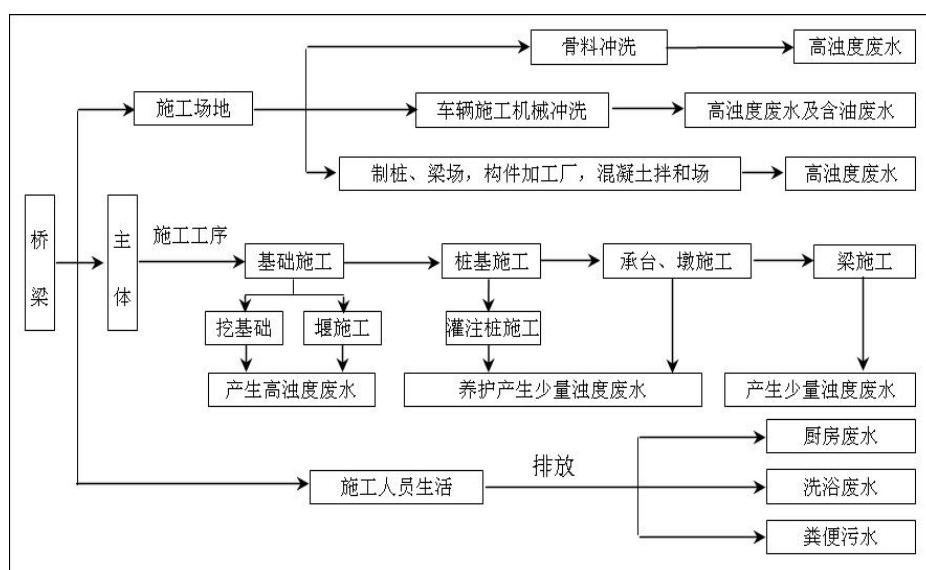 骨料冲洗
高浊度废水
施工场地
车辆施工机械冲洗
高浊度废水及含油废水
制桩、梁场，构件加工厂，混凝土拌和场
高浊度废水
桥梁
主体
施工工序
基础施工
桩基施工
承台、墩施工
梁施工
挖基础
堰施工
灌注桩施工
产生高浊度废水
养护产生少量浊度废水
产生少量浊度废水
厨房废水
施工人员生活
排放
洗浴废水
粪便污水